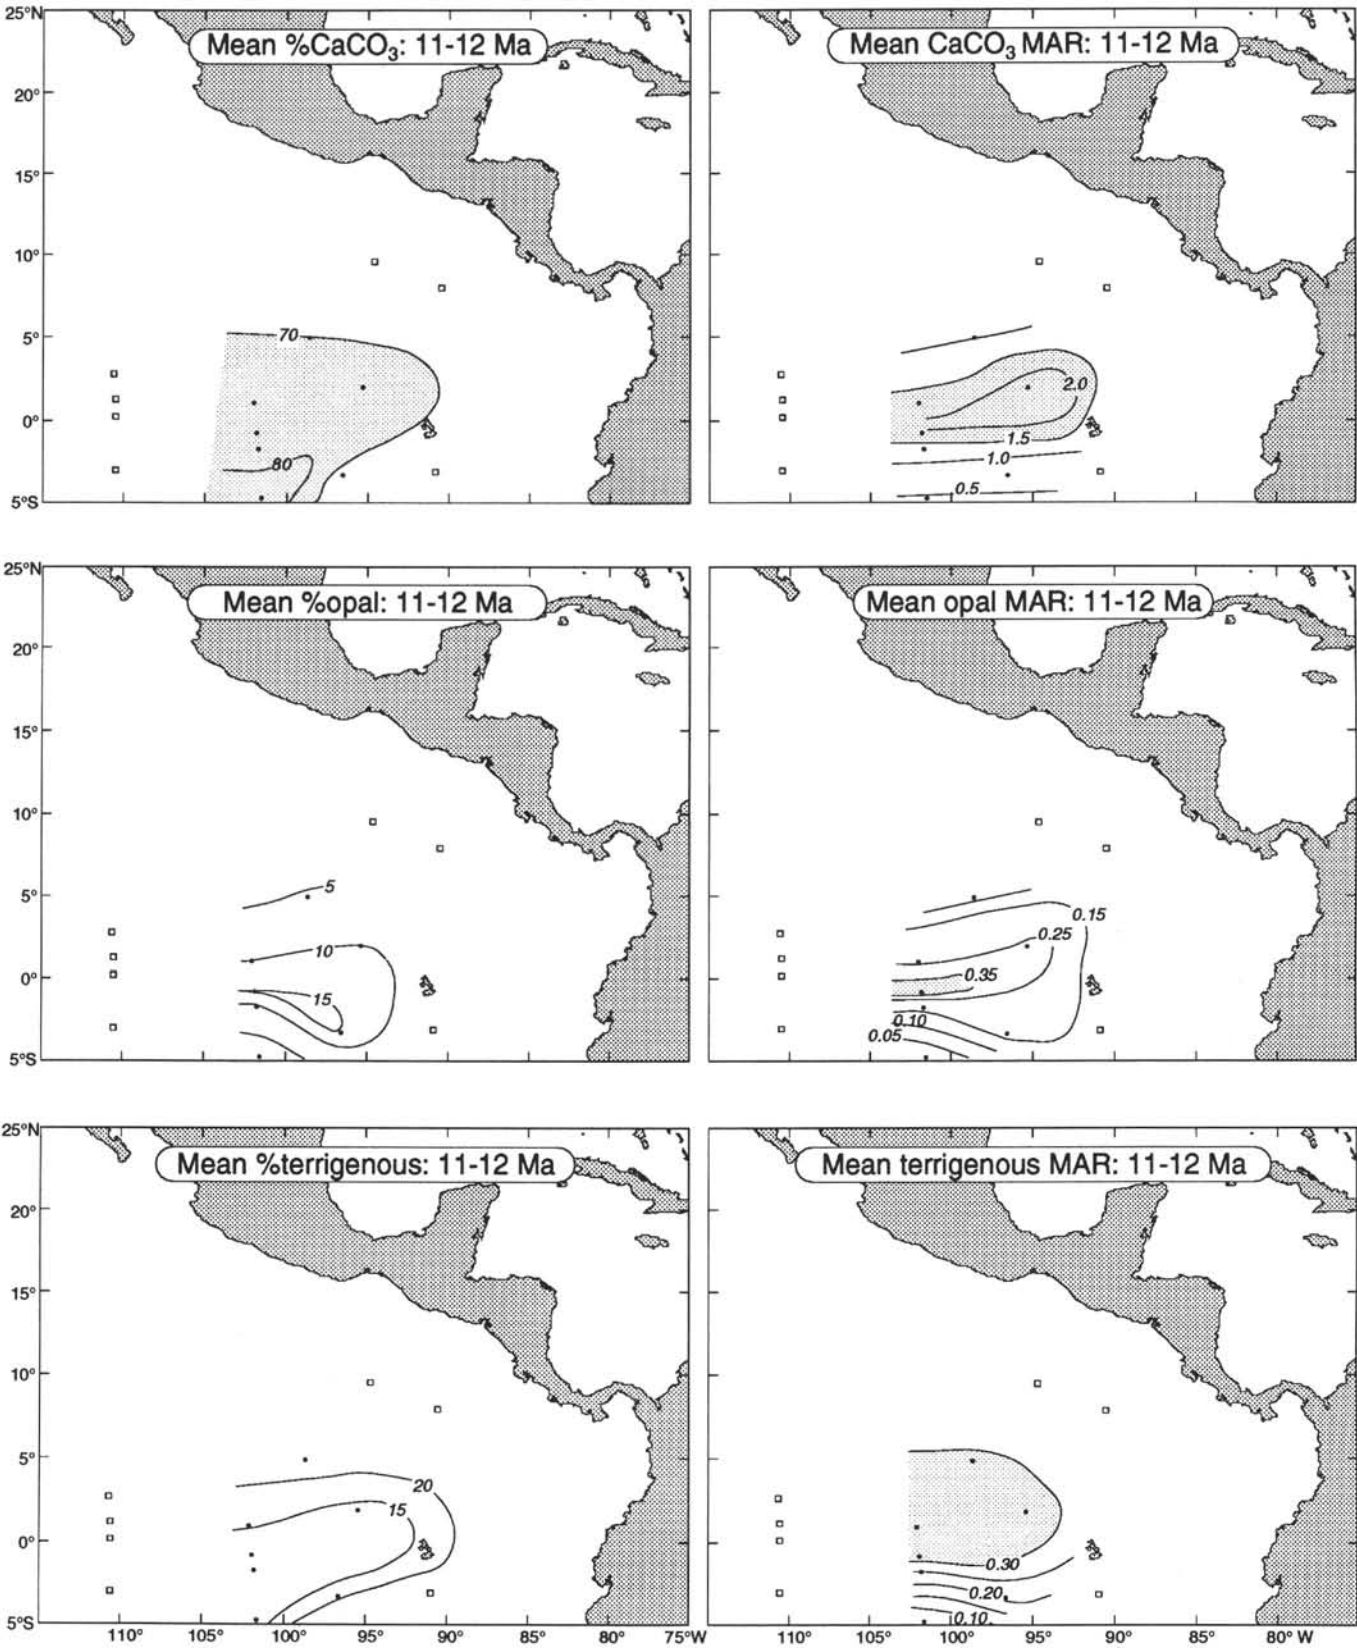 Mean %CaCO3: 11-12 Ma
25°N
20°
15°
10°
5°
0°
5°S
70
80
Mean CaCO3 MAR: 11-12 Ma
2.0
1.5
1.0
0.5
Mean %opal: 11-12 Ma
25°N
20°
15°
10°
5°
0°
5°S
5
10
15
Mean opal MAR: 11-12 Ma
0.15
0.25
0.35
0.10
0.05
Mean %terrigenous: 11-12 Ma
25°N
20°
15°
10°
5°
0°
5°S
20
15
110° 105° 100° 95° 90° 85° 80° 75°W
Mean terrigenous MAR: 11-12 Ma
0.30
0.20
0.10
110° 105° 100° 95° 90° 85° 80° W